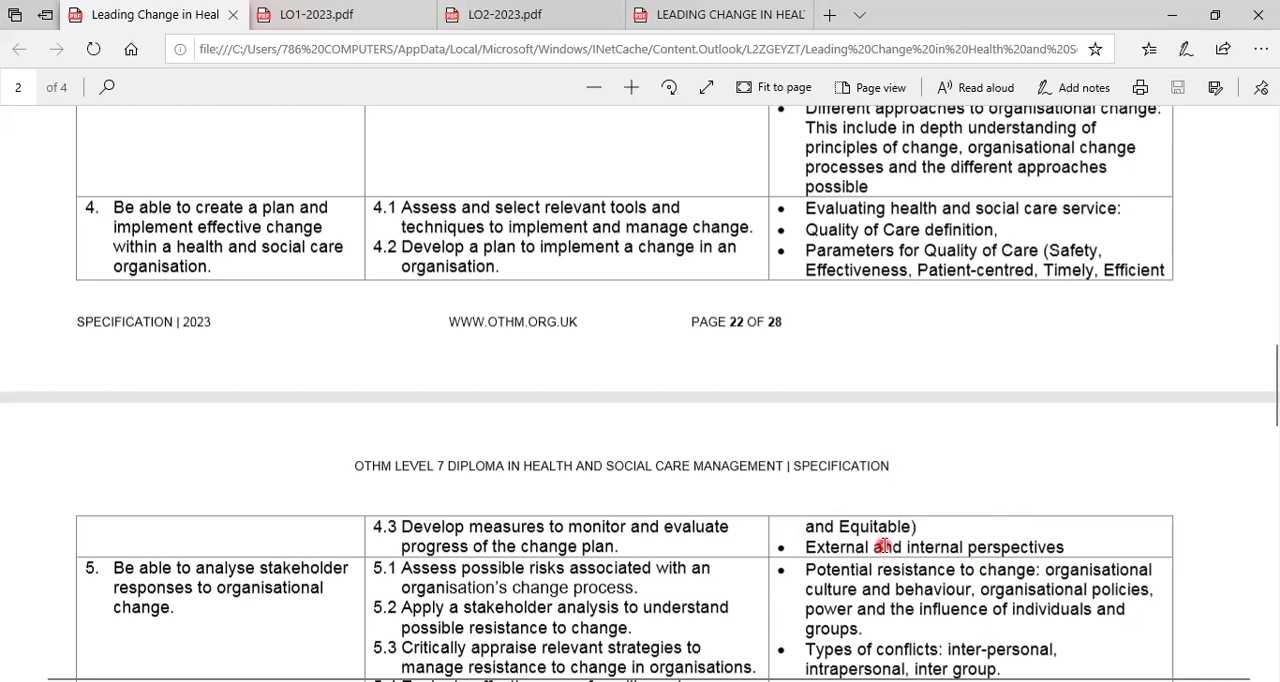 Leading Change in Heal
LO1-2023.pdf
LO2-2023.pdf
LEADING CHANGE IN HEAL
file:///C:/Users/786%20COMPUTERS/AppData/Local/Microsoft/Windows/INetCache/Content.Outlook/L2ZGEYZT/Leading%20Change%20in%20Health%20and%20S
2 of 4
Fit to page
Page view
Read aloud
Add notes
Different approaches to organisational change:
This include in depth understanding of
principles of change, organisational change
processes and the different approaches
possible
4. Be able to create a plan and
implement effective change
within a health and social care
organisation.
4.1 Assess and select relevant tools and
techniques to implement and manage change.
4.2 Develop a plan to implement a change in an
organisation.
• Evaluating health and social care service:
• Quality of Care definition,
• Parameters for Quality of Care (Safety,
Effectiveness, Patient-centred, Timely, Efficient
SPECIFICATION | 2023
WWW.OTHM.ORG.UK
PAGE 22 OF 28
OTHM LEVEL 7 DIPLOMA IN HEALTH AND SOCIAL CARE MANAGEMENT | SPECIFICATION
4.3 Develop measures to monitor and evaluate
progress of the change plan.
and Equitable)
• External and internal perspectives
5. Be able to analyse stakeholder
responses to organisational
change.
5.1 Assess possible risks associated with an
organisation's change process.
5.2 Apply a stakeholder analysis to understand
possible resistance to change.
5.3 Critically appraise relevant strategies to
manage resistance to change in organisations.
• Potential resistance to change: organisational
culture and behaviour, organisational policies,
power and the influence of individuals and
groups.
• Types of conflicts: inter-personal,
intrapersonal, inter group.